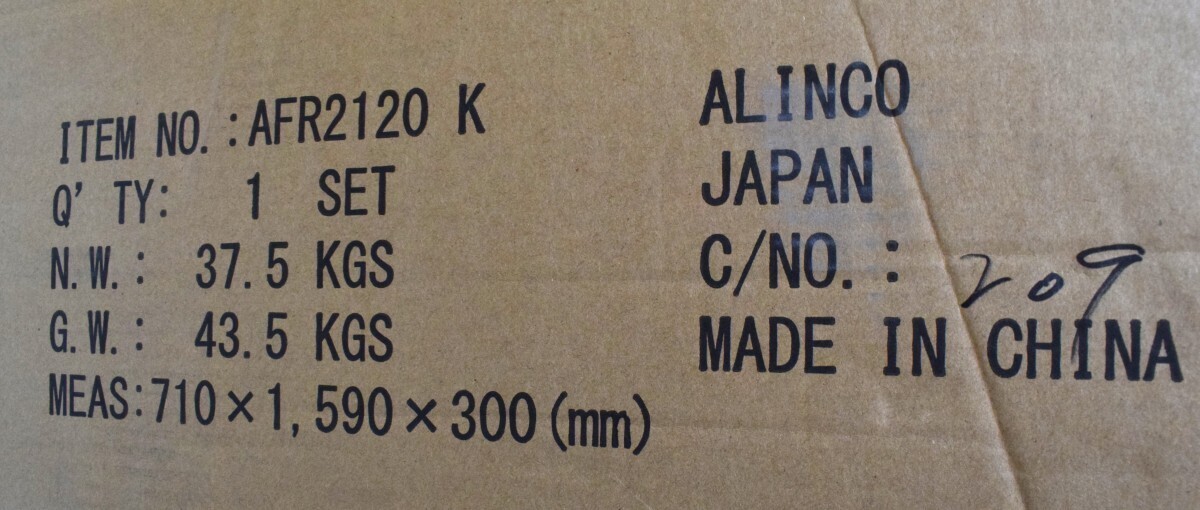 ITEM NO. : AFR2120 K
Q' TY: 1 SET
N.W.: 37.5 KGS
G.W.: 43.5 KGS
MEAS: 710×1,590×300(mm)
ALINCO
JAPAN
C/NO.: 209
MADE IN CHINA